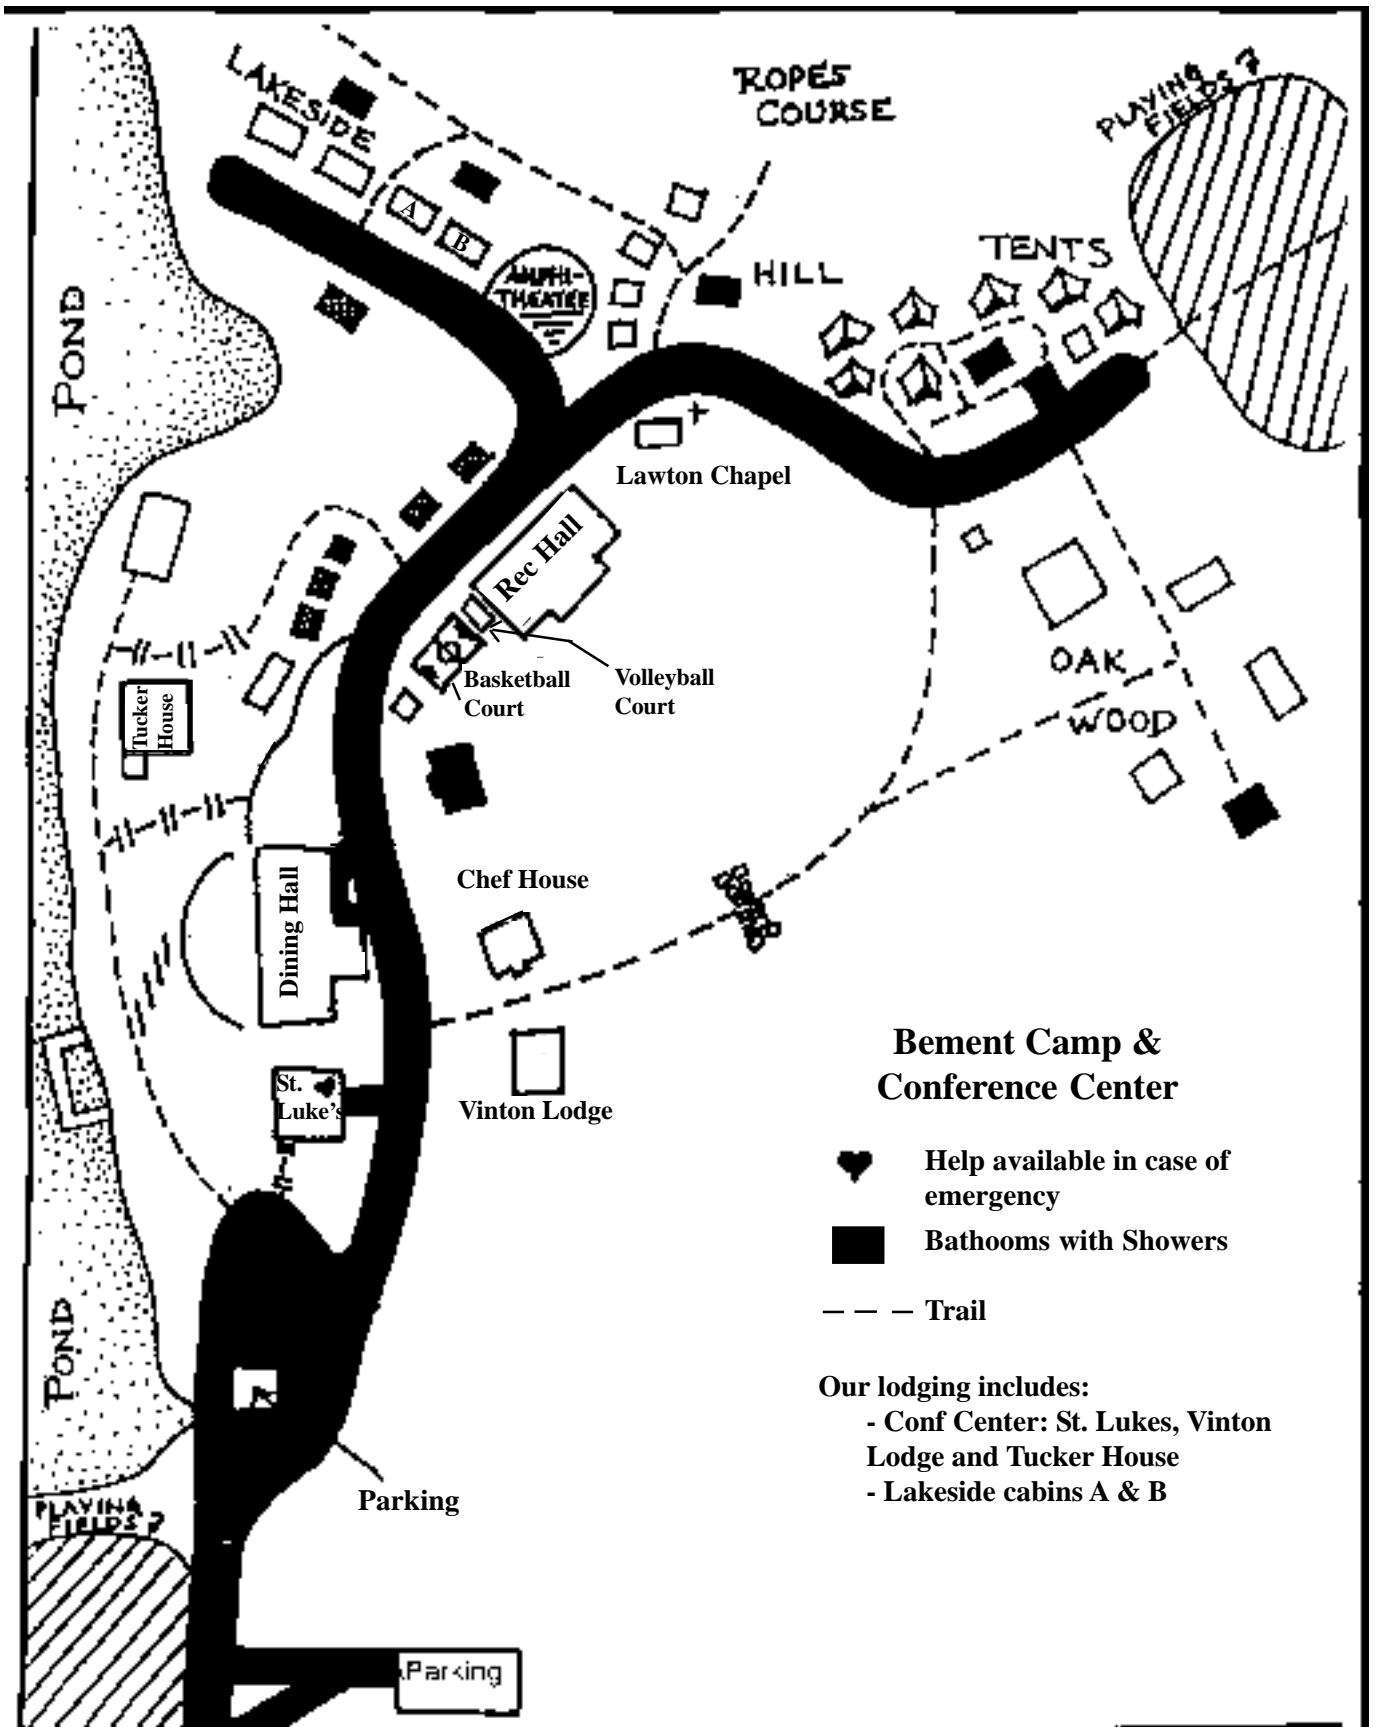 LAKESIDE
ROPES
COURSE
PLAYING
FIELDS ?
A
B
AMPHI-
THEATRE
HILL
TENTS
POND
Lawton Chapel
Rec Hall
Basketball
Court
Volleyball
Court
OAK
WOOD
Tucker
House
Dining Hall
Chef House
St.
Luke's
Vinton Lodge
Bement Camp &
Conference Center
Help available in case of
emergency
Bathooms with Showers
Trail
Our lodging includes:
- Conf Center: St. Lukes, Vinton
Lodge and Tucker House
- Lakeside cabins A & B
POND
Parking
PLAYING
FIELDS ?
Parking